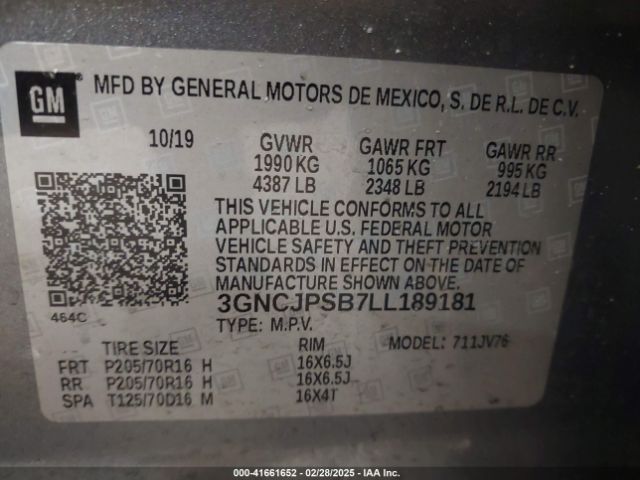 GM
MFD BY GENERAL MOTORS DE MEXICO, S. DE R.L. DE C.V.
10/19 GVWR GAWR FRT GAWR RR
1990 KG 1065 KG 995 KG
4387 LB 2348 LB 2194 LB
THIS VEHICLE CONFORMS TO ALL
APPLICABLE U.S. FEDERAL MOTOR
VEHICLE SAFETY AND THEFT PREVENTION
STANDARDS IN EFFECT ON THE DATE OF
MANUFACTURE SHOWN ABOVE.
464C
3GNCJPSB7LL189181
TYPE: M.P.V. MODEL: 711JV76
TIRE SIZE RIM
FRT P205/70R16 H 16X6.5J
RR P205/70R16 H 16X6.5J
SPA T125/70D16 M 16X4T
000-41661652 | 02/28/2025 - IAA Inc.